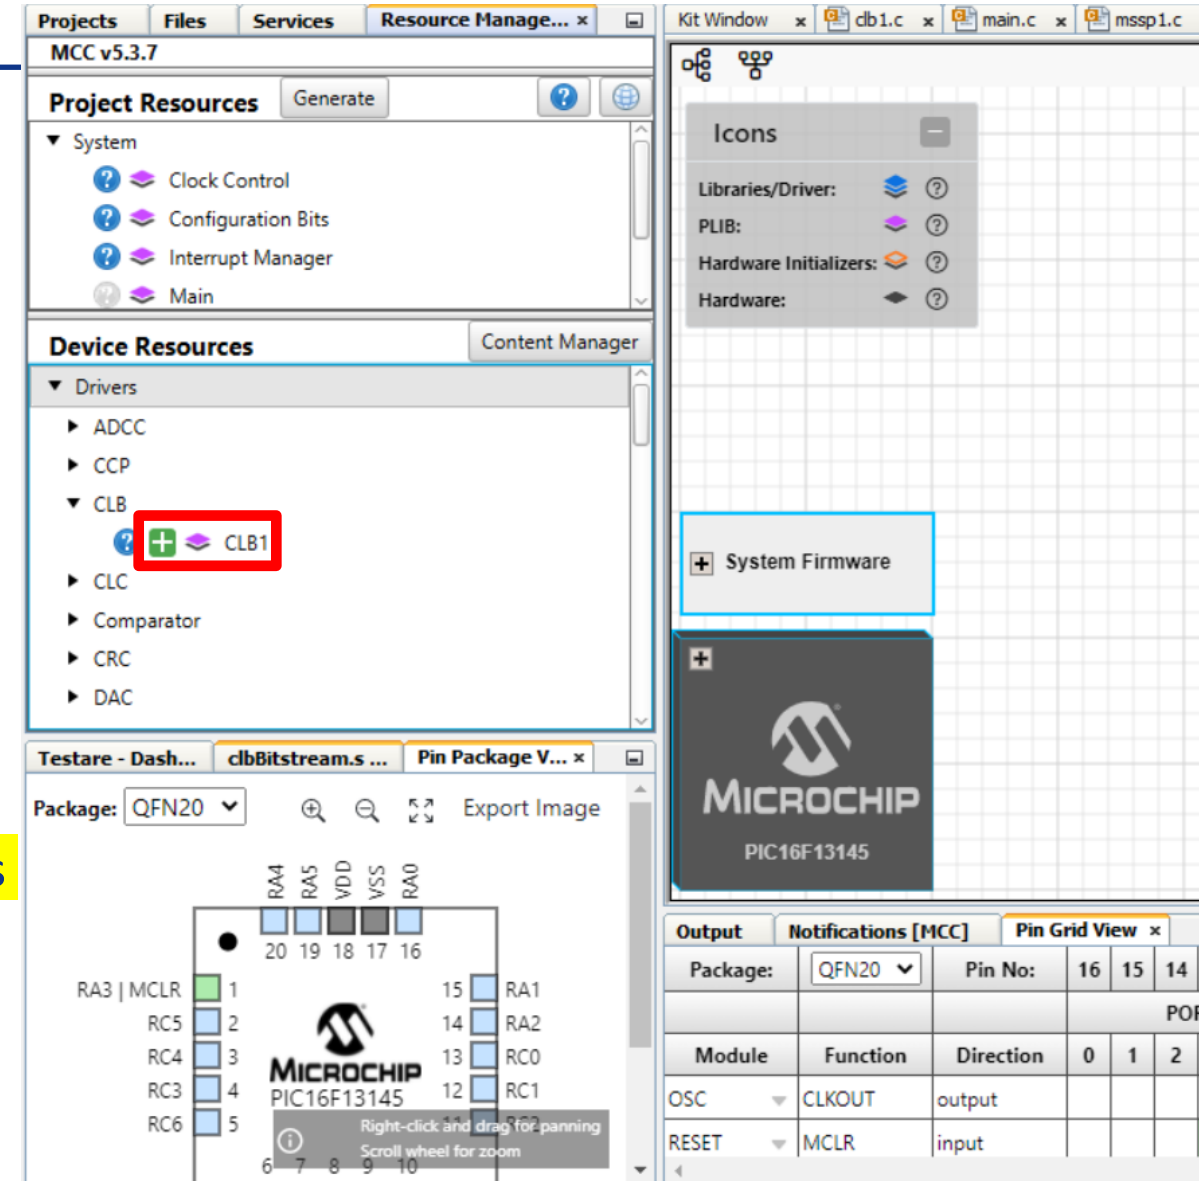 Projects Files Services Resource Manage... ×
MCC v5.3.7
Project Resources Generate ?
System
? Clock Control
? Configuration Bits
? Interrupt Manager
? Main
Device Resources Content Manager
Drivers
ADCC
CCP
CLB
? CLB1
CLC
Comparator
CRC
DAC
Testare - Dash... clbBitstream.s ... Pin Package V... ×
Package: QFN20 Export Image
S
RA4 RA5 VDD VSS RA0
20 19 18 17 16
RA3 | MCLR 1 15 RA1
RC5 2 14 RA2
RC4 3 13 RC0
RC3 4 12 RC1
RC6 5 11 RC2
MICROCHIP
PIC16F13145
Right-click and drag for panning
Scroll wheel for zoom
6 7 8 9 10
Kit Window × clb1.c × main.c × mssp1.c
Icons
Libraries/Driver: ?
PLIB: ?
Hardware Initializers: ?
Hardware: ?
System Firmware
MICROCHIP
PIC16F13145
Output Notifications [MCC] Pin Grid View ×
Package: QFN20 Pin No: 16 15 14
POR
Module Function Direction 0 1 2
OSC CLKOUT output
RESET MCLR input